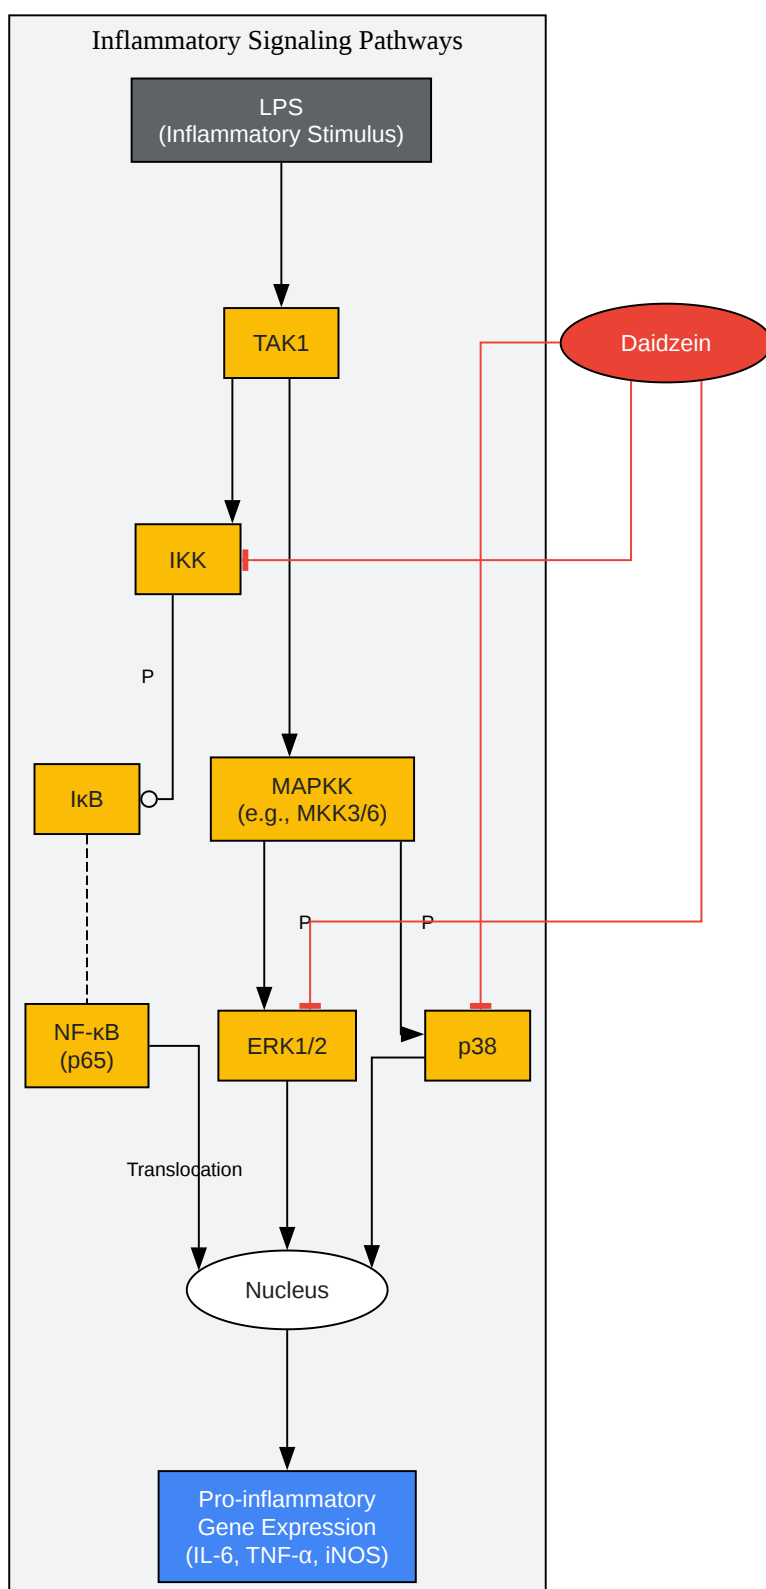 Inflammatory Signaling Pathways
LPS
(Inflammatory Stimulus)
TAK1
Daidzein
IKK
P
IκB
MAPKK
(e.g., MKK3/6)
P
P
NF-κB
(p65)
ERK1/2
p38
Translocation
Nucleus
Pro-inflammatory
Gene Expression
(IL-6, TNF-α, iNOS)